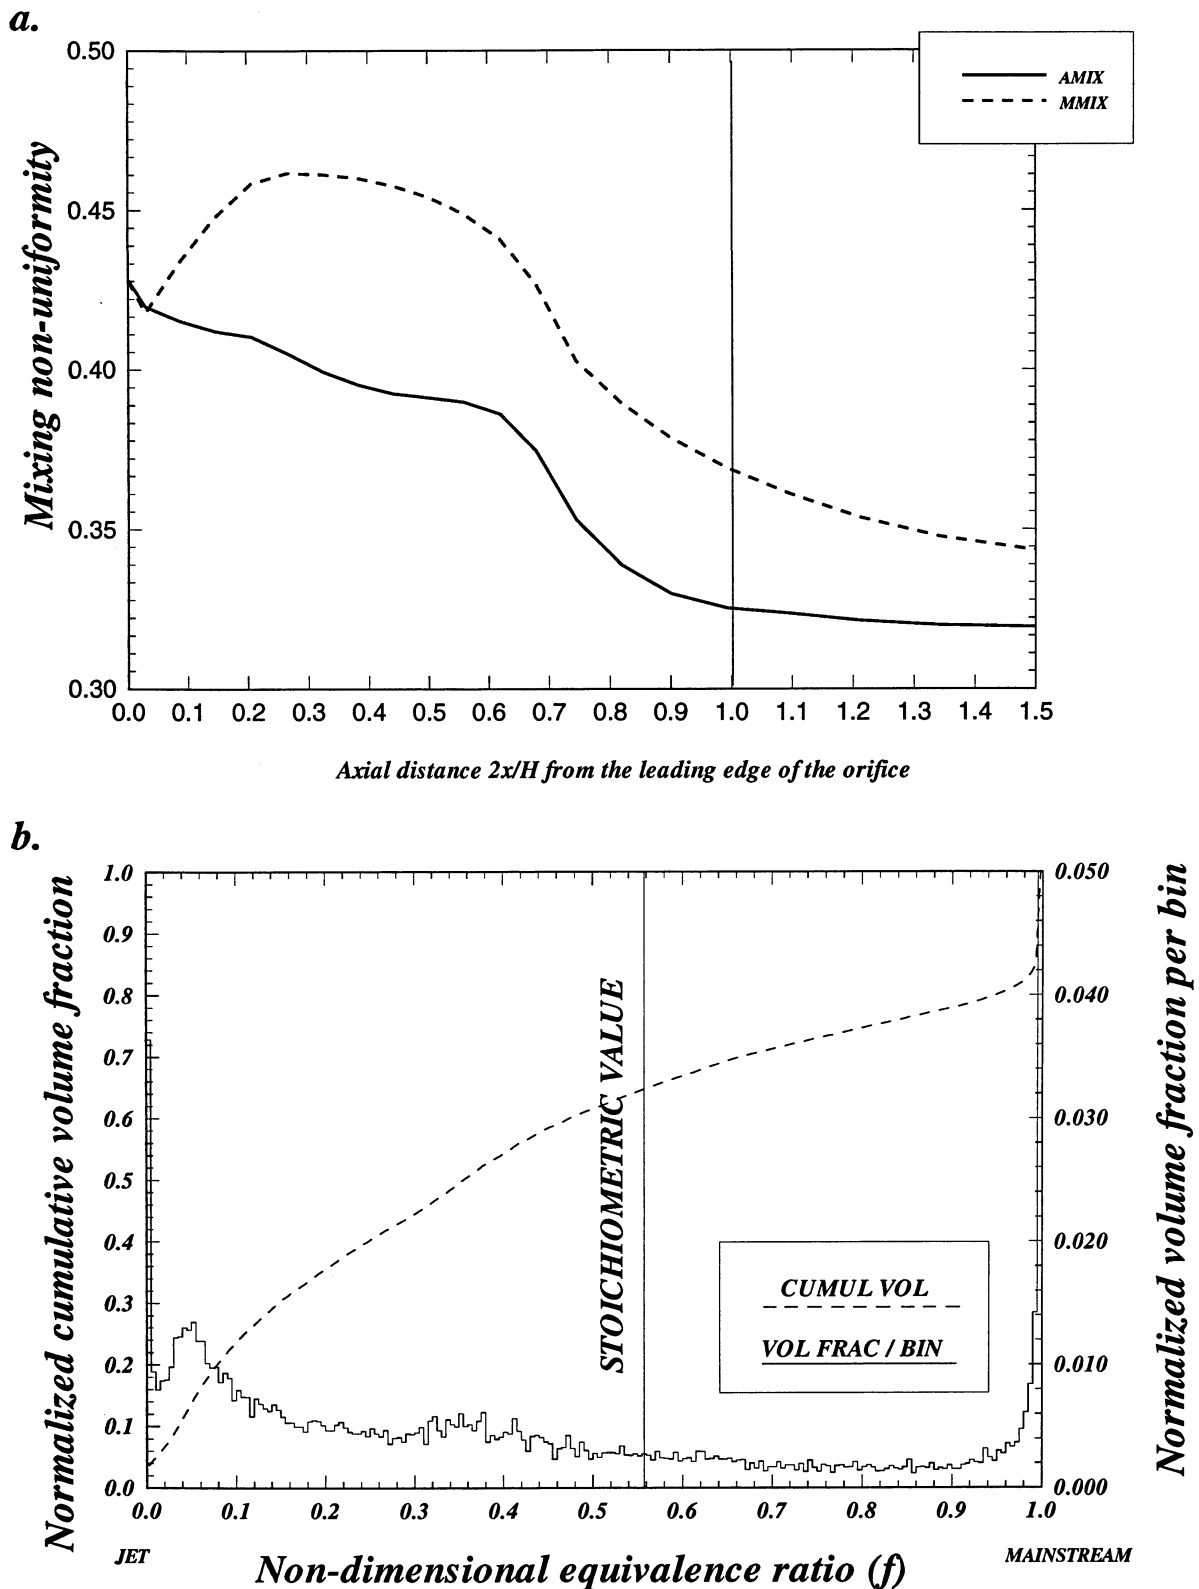 a.
0.50
0.45
0.40
0.35
0.30
Mixing non-uniformity
AMIX
MMIX
0.0 0.1 0.2 0.3 0.4 0.5 0.6 0.7 0.8 0.9 1.0 1.1 1.2 1.3 1.4 1.5
Axial distance 2x/H from the leading edge of the orifice
b.
Normalized cumulative volume fraction
1.0
0.9
0.8
0.7
0.6
0.5
0.4
0.3
0.2
0.1
0.0
STOICHIOMETRIC VALUE
CUMUL VOL
VOL FRAC / BIN
0.050
0.040
0.030
0.020
0.010
0.000
Normalized volume fraction per bin
0.0 0.1 0.2 0.3 0.4 0.5 0.6 0.7 0.8 0.9 1.0
JET
MAINSTREAM
Non-dimensional equivalence ratio (f)